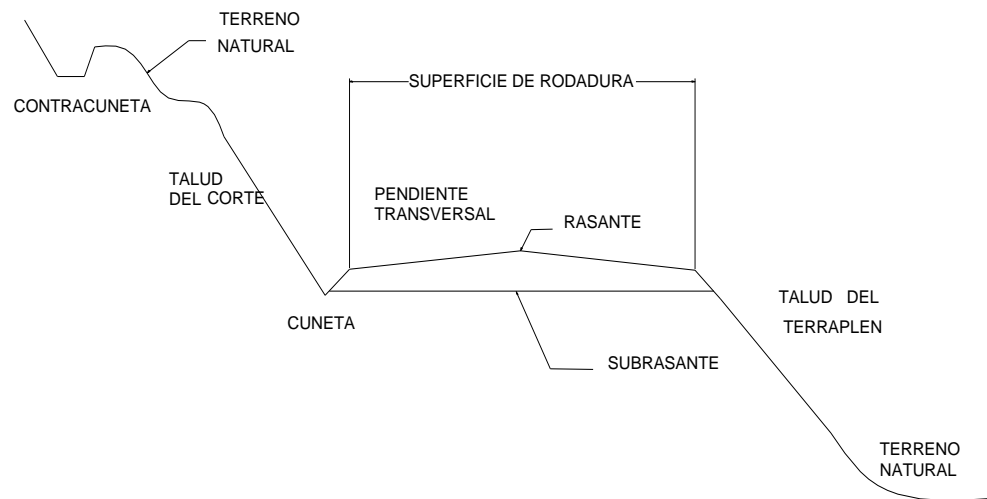 TERRENO
NATURAL
SUPERFICIE DE RODADURA
CONTRACUNETA
TALUD
DEL CORTE
PENDIENTE
TRANSVERSAL
RASANTE
CUNETA
TALUD DEL
TERRAPLEN
SUBRASANTE
TERRENO
NATURAL